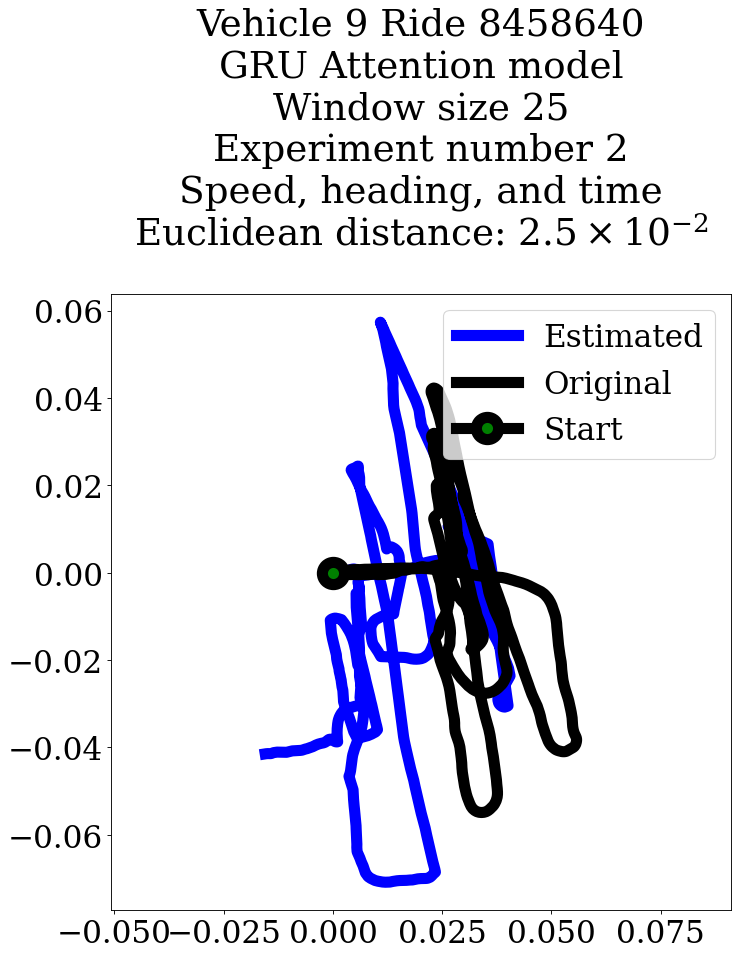 Vehicle 9 Ride 8458640
GRU Attention model
Window size 25
Experiment number 2
Speed, heading, and time
Euclidean distance: 2.5 × 10⁻²
Estimated
Original
Start
0.06
0.04
0.02
0.00
−0.02
−0.04
−0.06
−0.050 −0.025 0.000 0.025 0.050 0.075